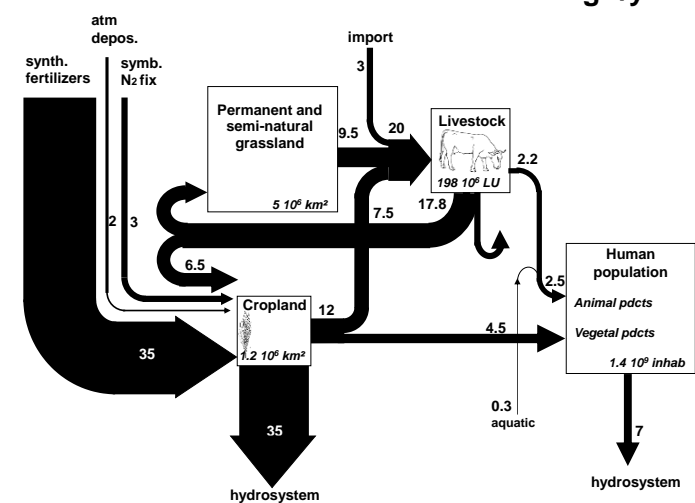 atm
depos.
synth.
fertilizers
symb.
N2 fix
import
3
Permanent and
semi-natural
grassland
5 10⁶ km²
9.5
20
Livestock
198 10⁶ LU
2.2
17.8
7.5
2
3
6.5
Cropland
1.2 10⁶ km²
12
35
35
hydrosystem
4.5
0.3
aquatic
2.5
Human
population
Animal pdcts
Vegetal pdcts
1.4 10⁹ inhab
7
hydrosystem